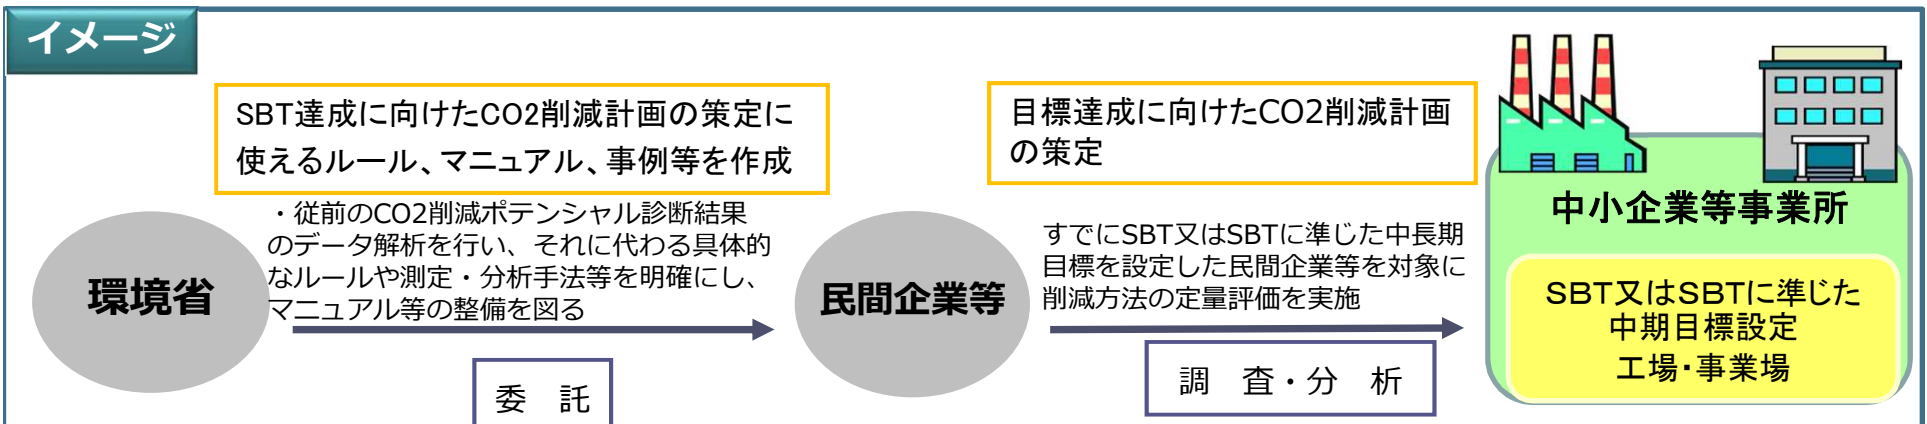 イメージ
SBT達成に向けたCO2削減計画の策定に
使えるルール、マニュアル、事例等を作成
・従前のCO2削減ポテンシャル診断結果
のデータ解析を行い、それに代わる具体的
なルールや測定・分析手法等を明確にし、
マニュアル等の整備を図る
環境省
委 託
目標達成に向けたCO2削減計画
の策定
すでにSBT又はSBTに準じた中長期
目標を設定した民間企業等を対象に
削減方法の定量評価を実施
民間企業等
調 査・分 析
中小企業等事業所
SBT又はSBTに準じた
中期目標設定
工場・事業場